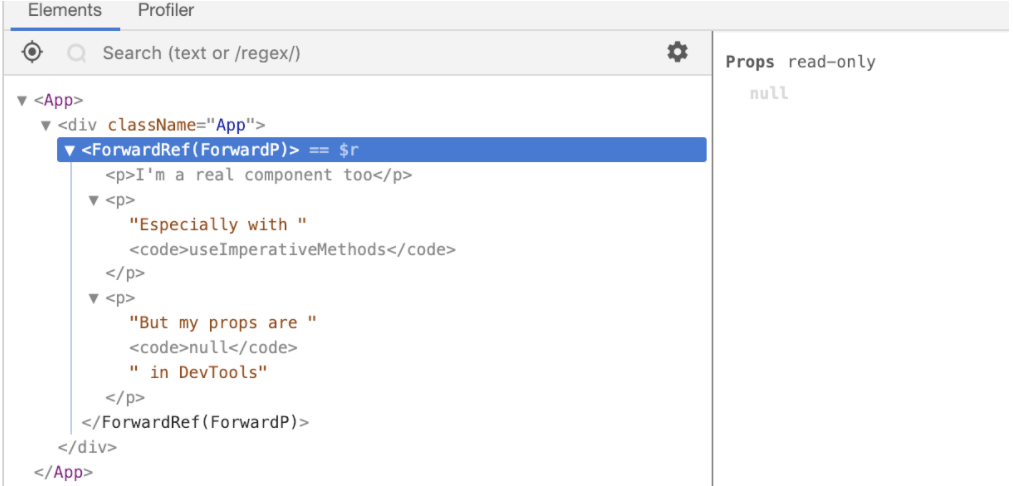 Elements Profiler
Search (text or /regex/)
Props read-only
null
▼ <App>
▼ <div className="App">
▼ <ForwardRef(ForwardP)> == $r
<p>I'm a real component too</p>
▼ <p>
"Especially with "
<code>useImperativeMethods</code>
</p>
▼ <p>
"But my props are "
<code>null</code>
" in DevTools"
</p>
</ForwardRef(ForwardP)>
</div>
</App>